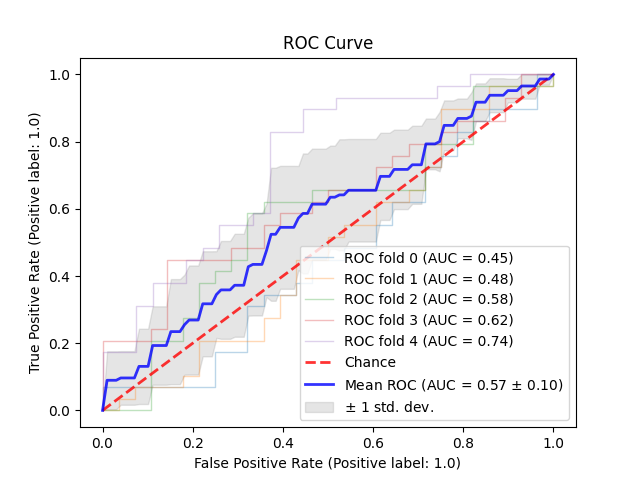 ROC Curve
True Positive Rate (Positive label: 1.0)
1.0
0.8
0.6
0.4
0.2
0.0
ROC fold 0 (AUC = 0.45)
ROC fold 1 (AUC = 0.48)
ROC fold 2 (AUC = 0.58)
ROC fold 3 (AUC = 0.62)
ROC fold 4 (AUC = 0.74)
Chance
Mean ROC (AUC = 0.57 ± 0.10)
± 1 std. dev.
0.0 0.2 0.4 0.6 0.8 1.0
False Positive Rate (Positive label: 1.0)